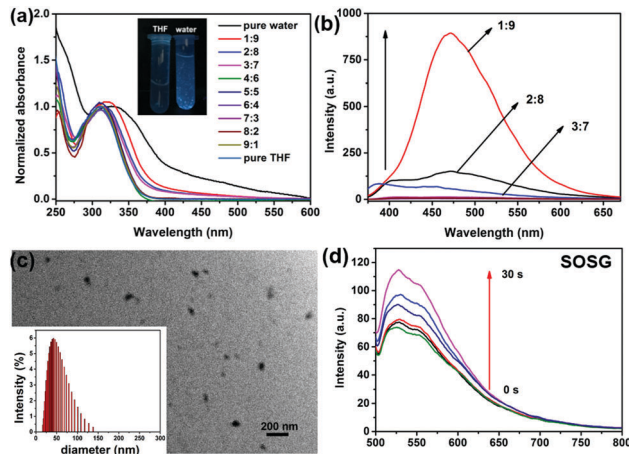 (a)
2.0
1.5
1.0
0.5
0.0
Normalized absorbance
250 300 350 400 450 500 550 600
Wavelength (nm)
THF water
pure water
1:9
2:8
3:7
4:6
5:5
6:4
7:3
8:2
9:1
pure THF
(b)
1000
750
500
250
0
Intensity (a.u.)
400 450 500 550 600 650
Wavelength (nm)
1:9
2:8
3:7
(c)
6
5
4
3
2
1
0
Intensity (%)
0 50 100 150 200 250 300
diameter (nm)
200 nm
(d)
SOSG
120
100
80
60
40
20
0
Intensity (a.u.)
500 550 600 650 700 750 800
30 s
0 s